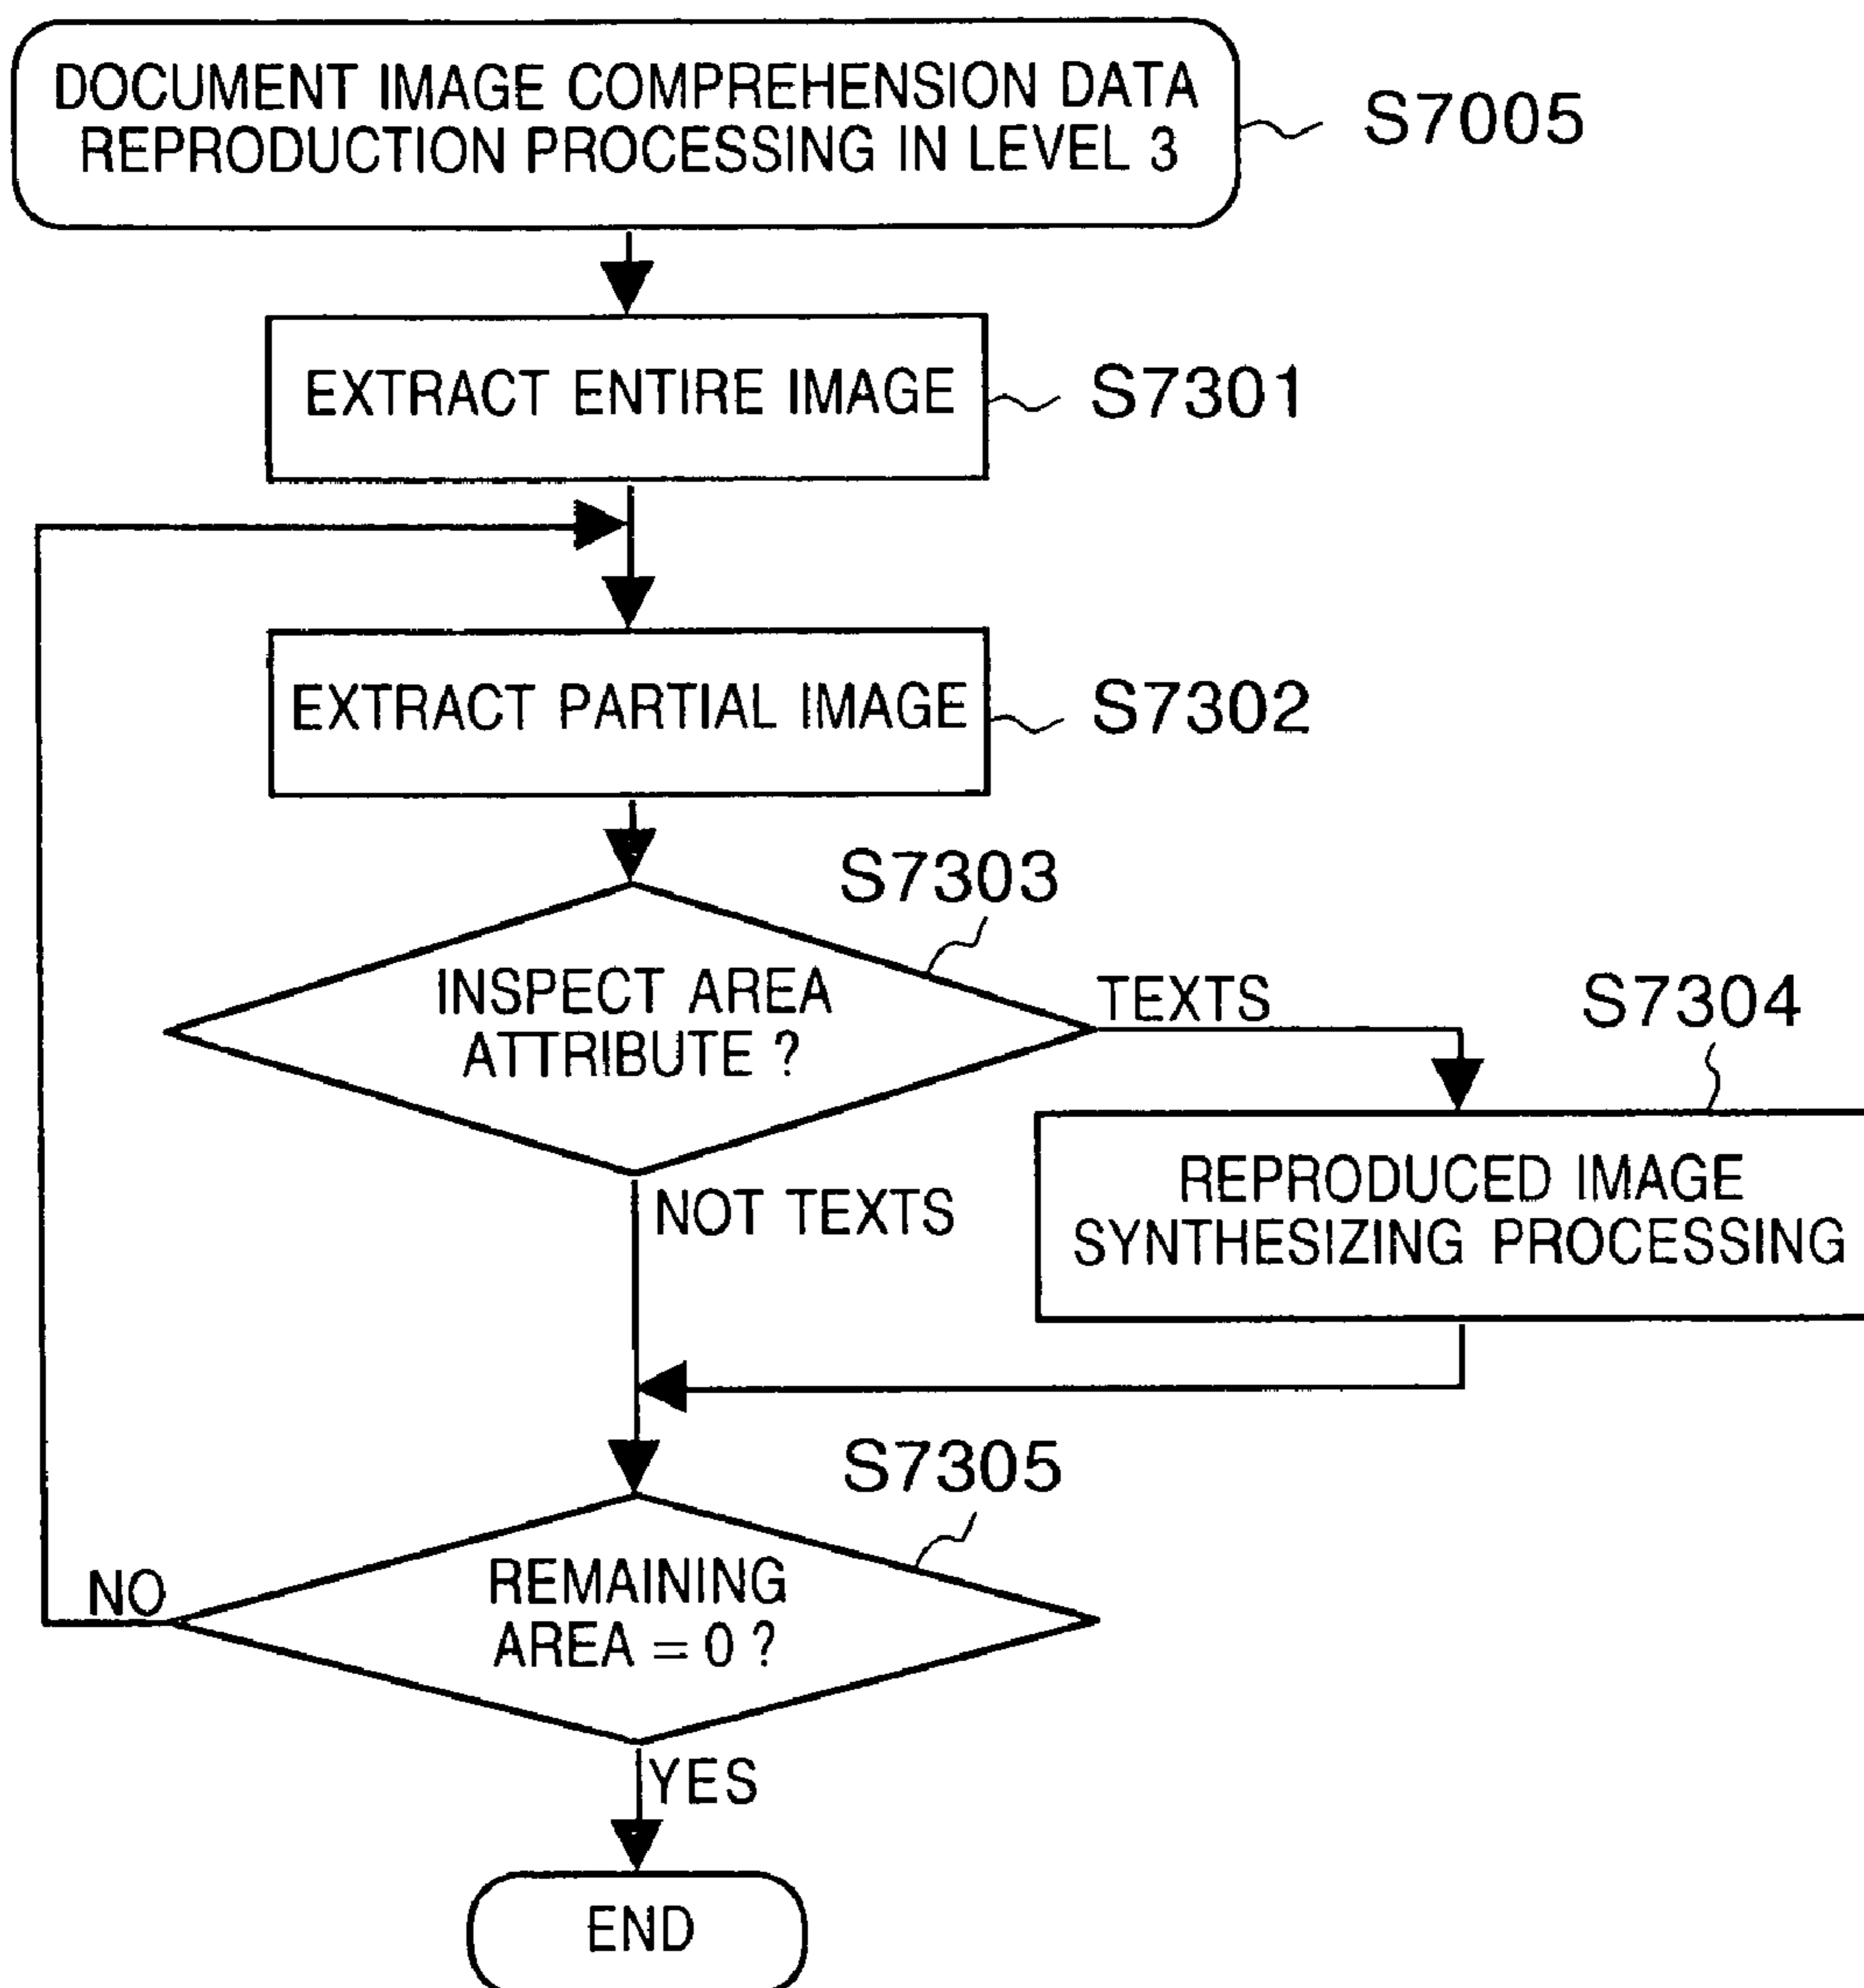 DOCUMENT IMAGE COMPREHENSION DATA
REPRODUCTION PROCESSING IN LEVEL 3
S7005
EXTRACT ENTIRE IMAGE
S7301
EXTRACT PARTIAL IMAGE
S7302
S7303
INSPECT AREA
ATTRIBUTE ?
TEXTS
S7304
NOT TEXTS
REPRODUCED IMAGE
SYNTHESIZING PROCESSING
S7305
REMAINING
AREA = 0 ?
NO
YES
END